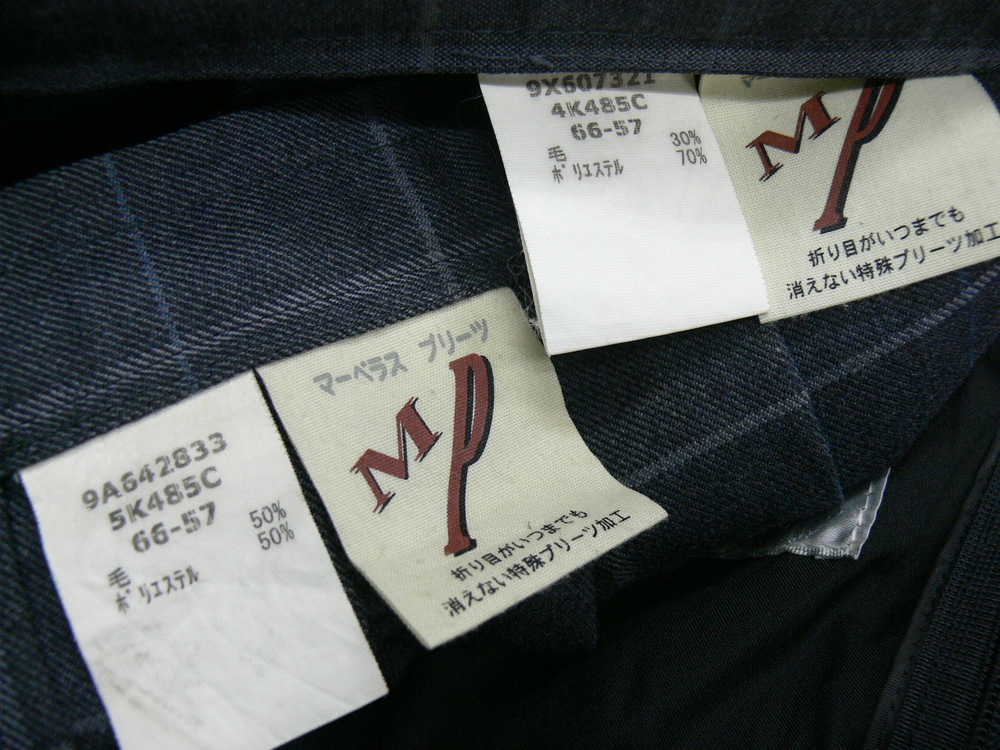 9X607321
4K485C
66-57
毛 30%
ポリエステル 70%
MP
折り目がいつまでも
消えない特殊プリーツ加工
マーベラス プリーツ
MP
折り目がいつまでも
消えない特殊プリーツ加工
9A642833
5K485C
66-57
毛 50%
ポリエステル 50%